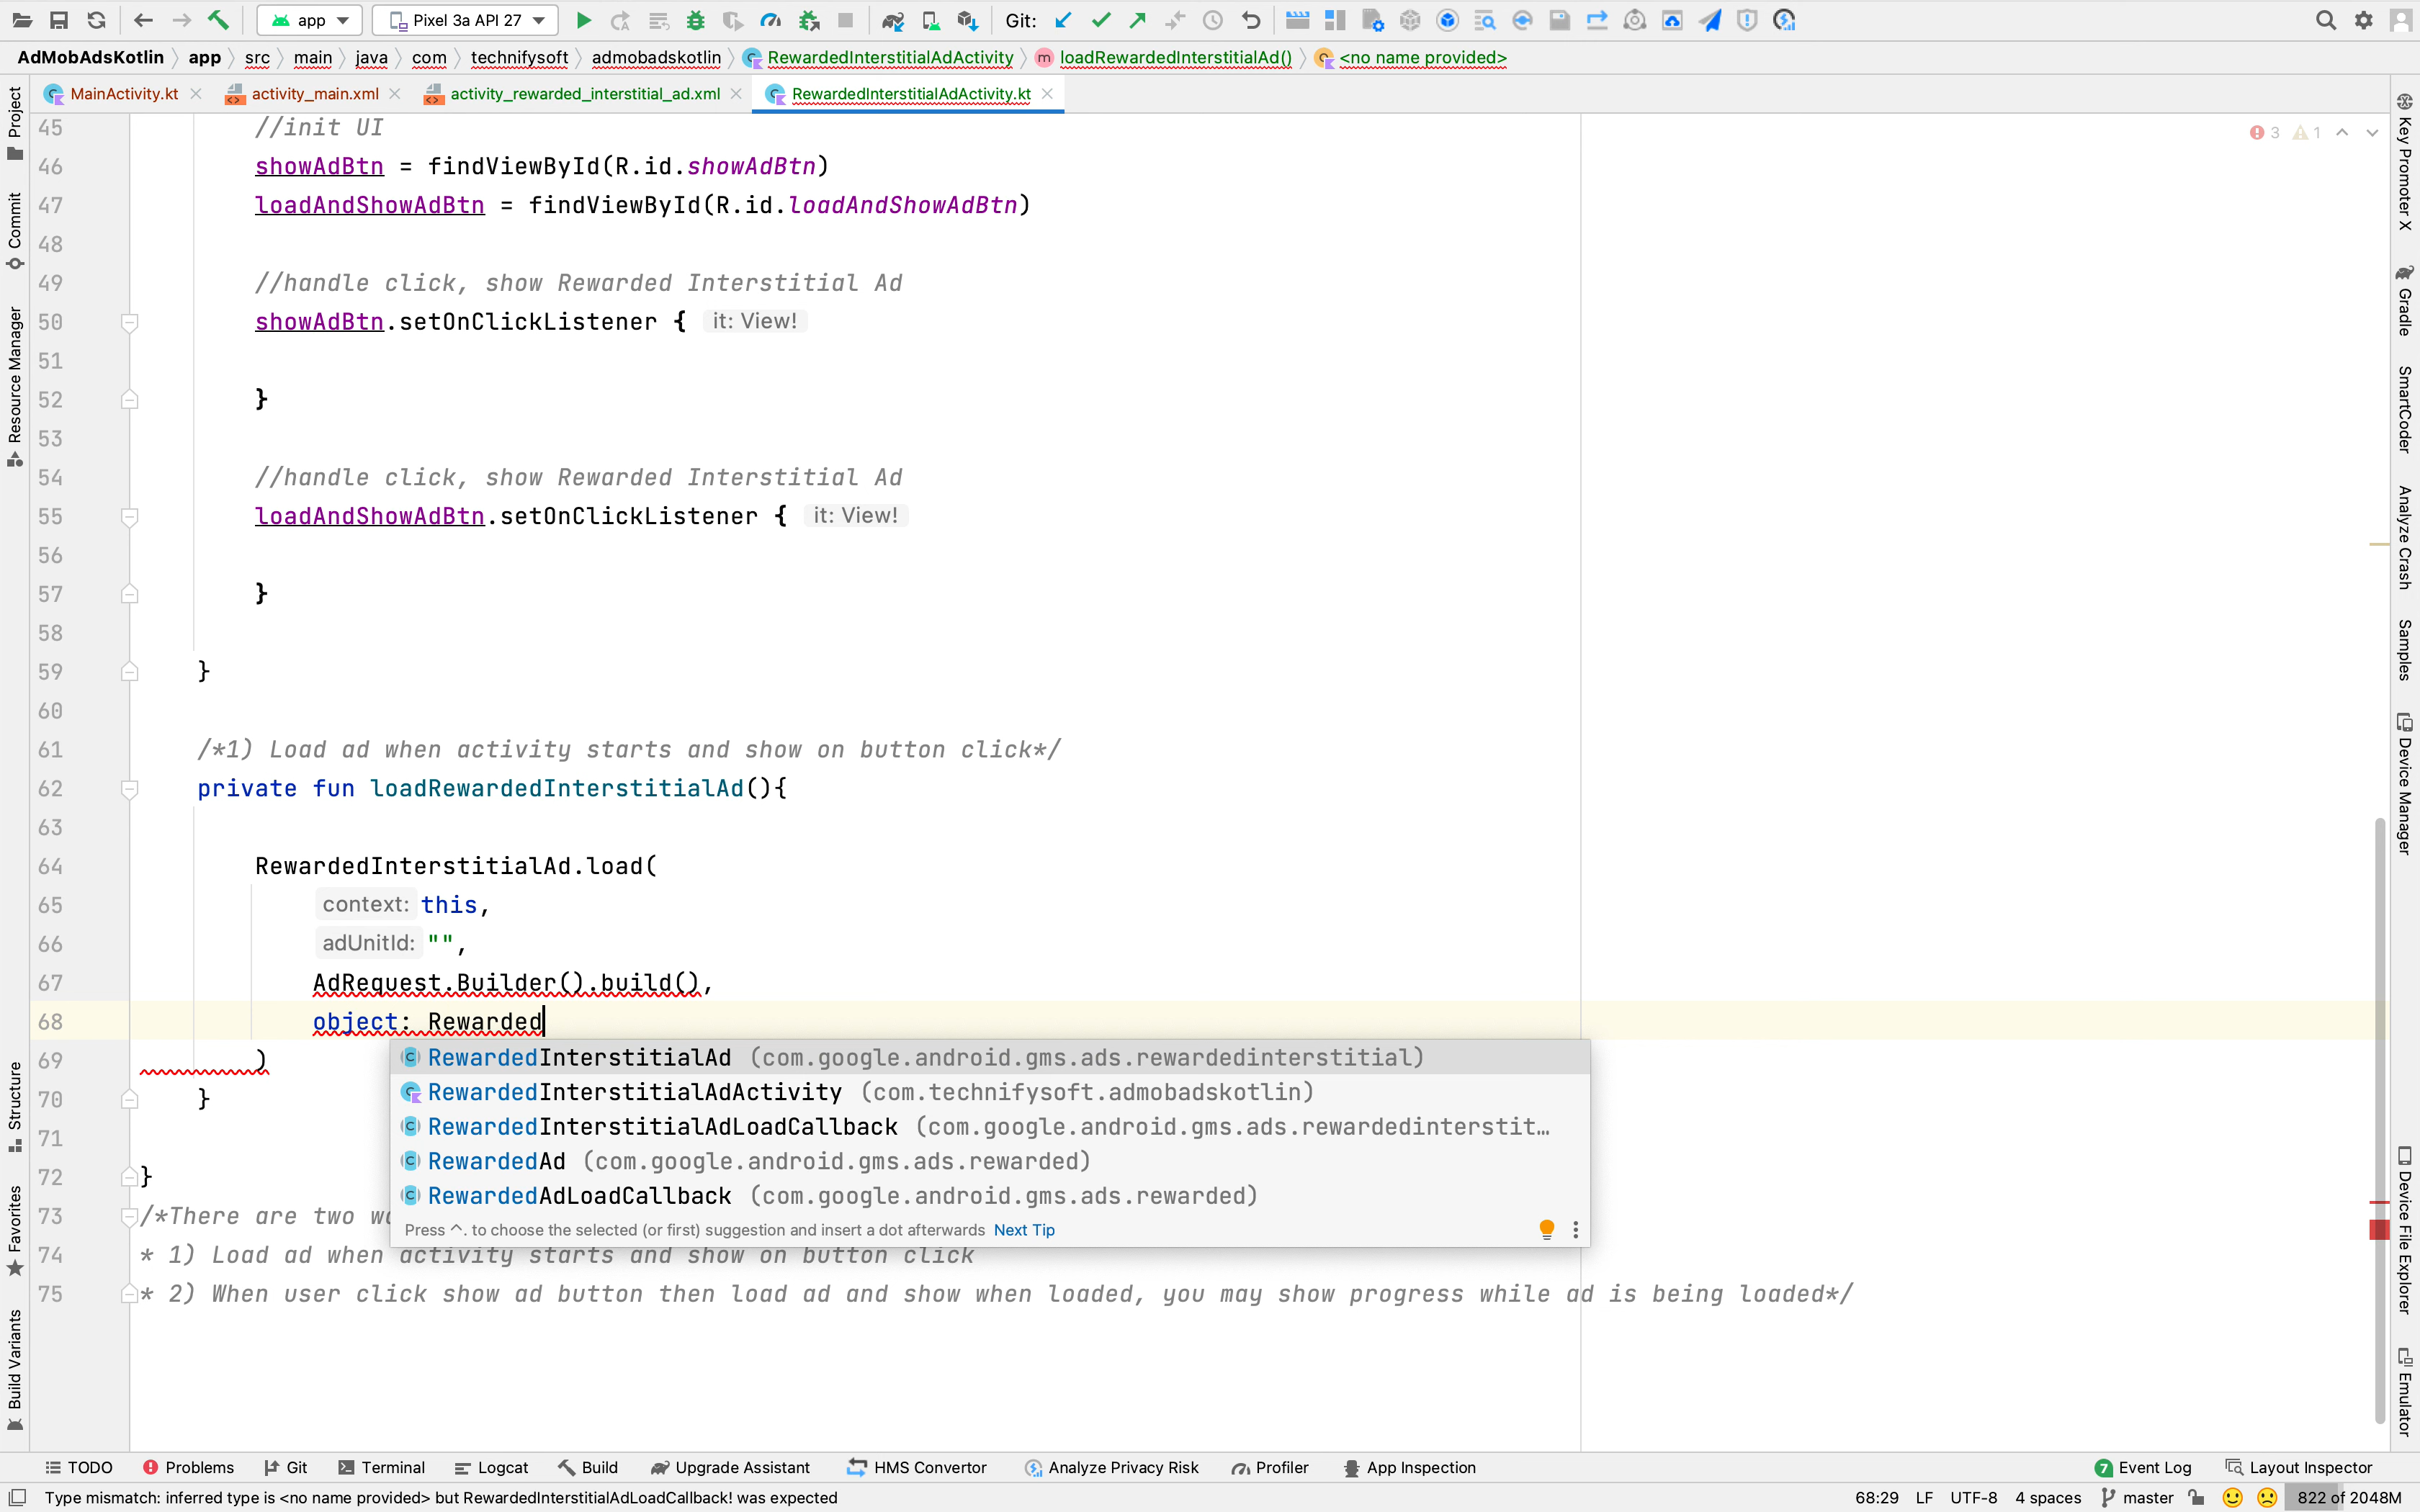 app Pixel 3a API 27 Git:
AdMobAdsKotlin app src main java com technifysoft admobadskotlin RewardedInterstitialAdActivity loadRewardedInterstitialAd() <no name provided>
MainActivity.kt activity_main.xml activity_rewarded_interstitial_ad.xml RewardedInterstitialAdActivity.kt
Project
Commit
Resource Manager
Structure
Favorites
Build Variants
3 1
45 //init UI
46 showAdBtn = findViewById(R.id.showAdBtn)
47 loadAndShowAdBtn = findViewById(R.id.loadAndShowAdBtn)
48
49 //handle click, show Rewarded Interstitial Ad
50 showAdBtn.setOnClickListener { it: View!
51
52 }
53
54 //handle click, show Rewarded Interstitial Ad
55 loadAndShowAdBtn.setOnClickListener { it: View!
56
57 }
58
59 }
60
61 /*1) Load ad when activity starts and show on button click*/
62 private fun loadRewardedInterstitialAd(){
63
64 RewardedInterstitialAd.load(
65 context: this,
66 adUnitId: "",
67 AdRequest.Builder().build(),
68 object: Rewarded
69 )
70 }
71
72 }
73 /*There are two w
74 * 1) Load ad when activity starts and show on button click
75 * 2) When user click show ad button then load ad and show when loaded, you may show progress while ad is being loaded*/
RewardedInterstitialAd (com.google.android.gms.ads.rewardedinterstitial)
RewardedInterstitialAdActivity (com.technifysoft.admobadskotlin)
RewardedInterstitialAdLoadCallback (com.google.android.gms.ads.rewardedinterstit…
RewardedAd (com.google.android.gms.ads.rewarded)
RewardedAdLoadCallback (com.google.android.gms.ads.rewarded)
Press ^. to choose the selected (or first) suggestion and insert a dot afterwards Next Tip
Key Promoter X
Gradle
SmartCoder
Analyze Crash
Samples
Device Manager
Device File Explorer
Emulator
TODO Problems Git Terminal Logcat Build Upgrade Assistant HMS Convertor Analyze Privacy Risk Profiler App Inspection 7 Event Log Layout Inspector
Type mismatch: inferred type is <no name provided> but RewardedInterstitialAdLoadCallback! was expected 68:29 LF UTF-8 4 spaces master 822 of 2048M